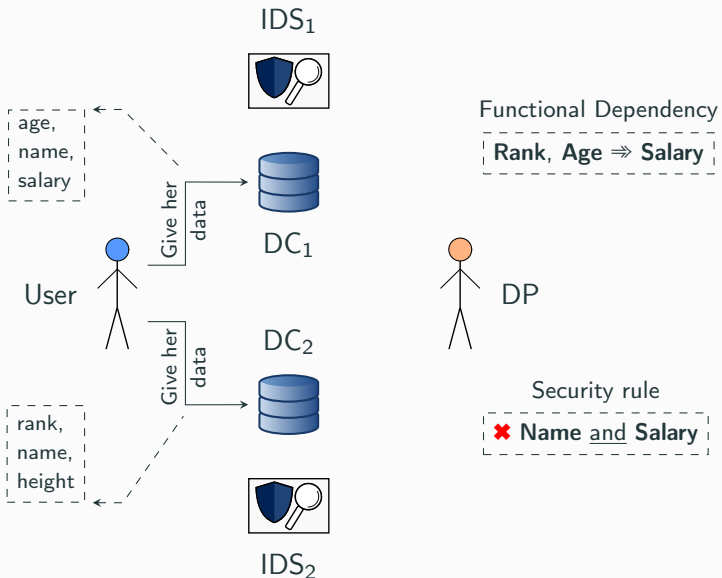 IDS₁
age,
name,
salary
Functional Dependency
Rank, Age ⇛ Salary
Give her
data
DC₁
User
DP
DC₂
Give her
data
Security rule
✖ Name and Salary
rank,
name,
height
IDS₂